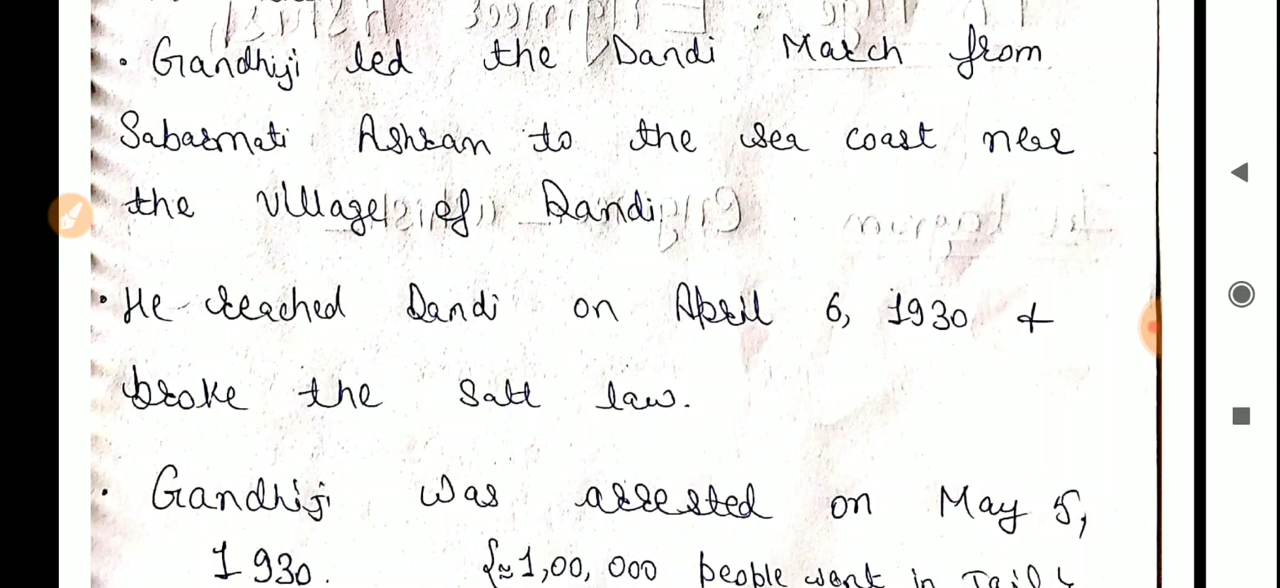 • Gandhiji led the Dandi March from
Sabarmati Ashran to the sea coast near
the village of Dandi
• He reached Dandi on April 6, 1930 &
broke the Salt law.
• Gandhiji was arrested on May 5,
1930. {≈1,00,000 people went in Jail &